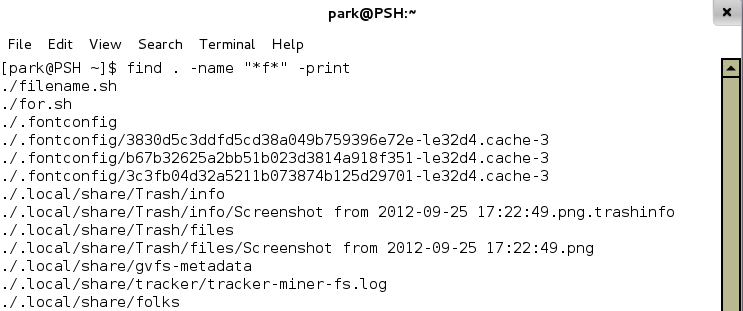 park@PSH:~
File Edit View Search Terminal Help
[park@PSH ~]$ find . -name "*f*" -print
./filename.sh
./for.sh
./.fontconfig
./.fontconfig/3830d5c3ddfd5cd38a049b759396e72e-le32d4.cache-3
./.fontconfig/b67b32625a2bb51b023d3814a918f351-le32d4.cache-3
./.fontconfig/3c3fb04d32a5211b073874b125d29701-le32d4.cache-3
./.local/share/Trash/info
./.local/share/Trash/info/Screenshot from 2012-09-25 17:22:49.png.trashinfo
./.local/share/Trash/files
./.local/share/Trash/files/Screenshot from 2012-09-25 17:22:49.png
./.local/share/gvfs-metadata
./.local/share/tracker/tracker-miner-fs.log
./.local/share/folks